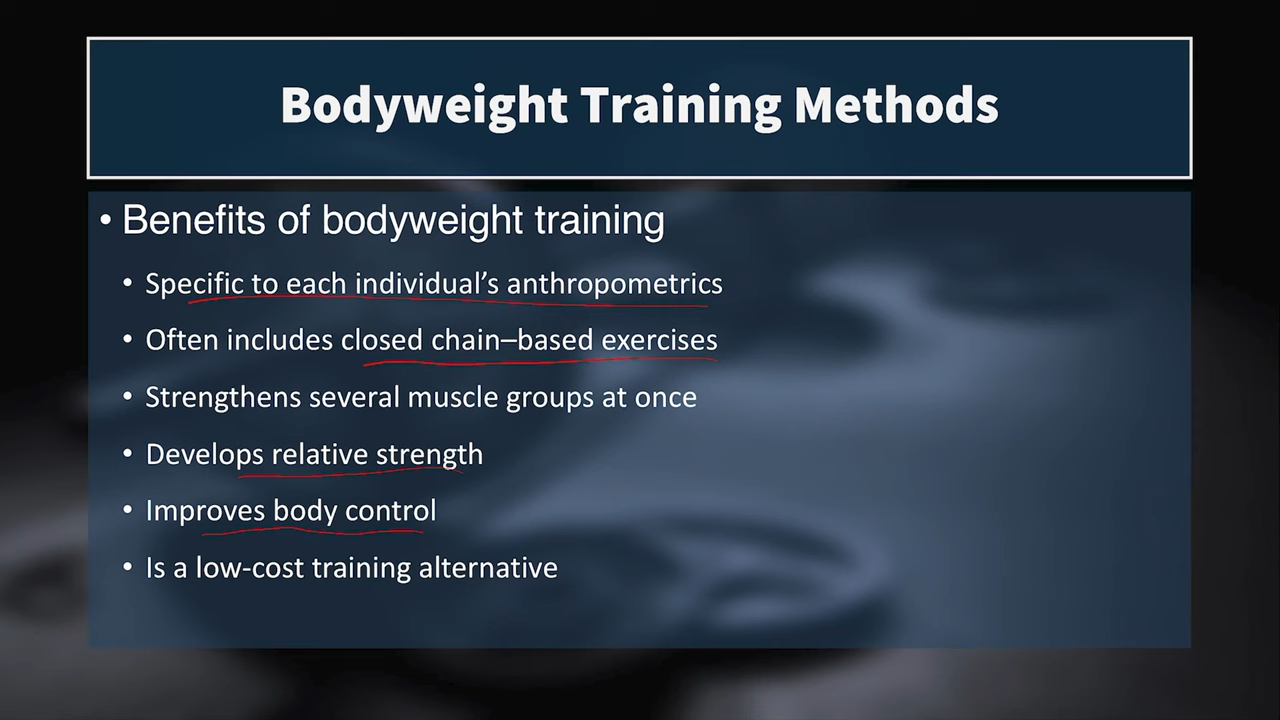 Bodyweight Training Methods
• Benefits of bodyweight training
• Specific to each individual’s anthropometrics
• Often includes closed chain–based exercises
• Strengthens several muscle groups at once
• Develops relative strength
• Improves body control
• Is a low-cost training alternative